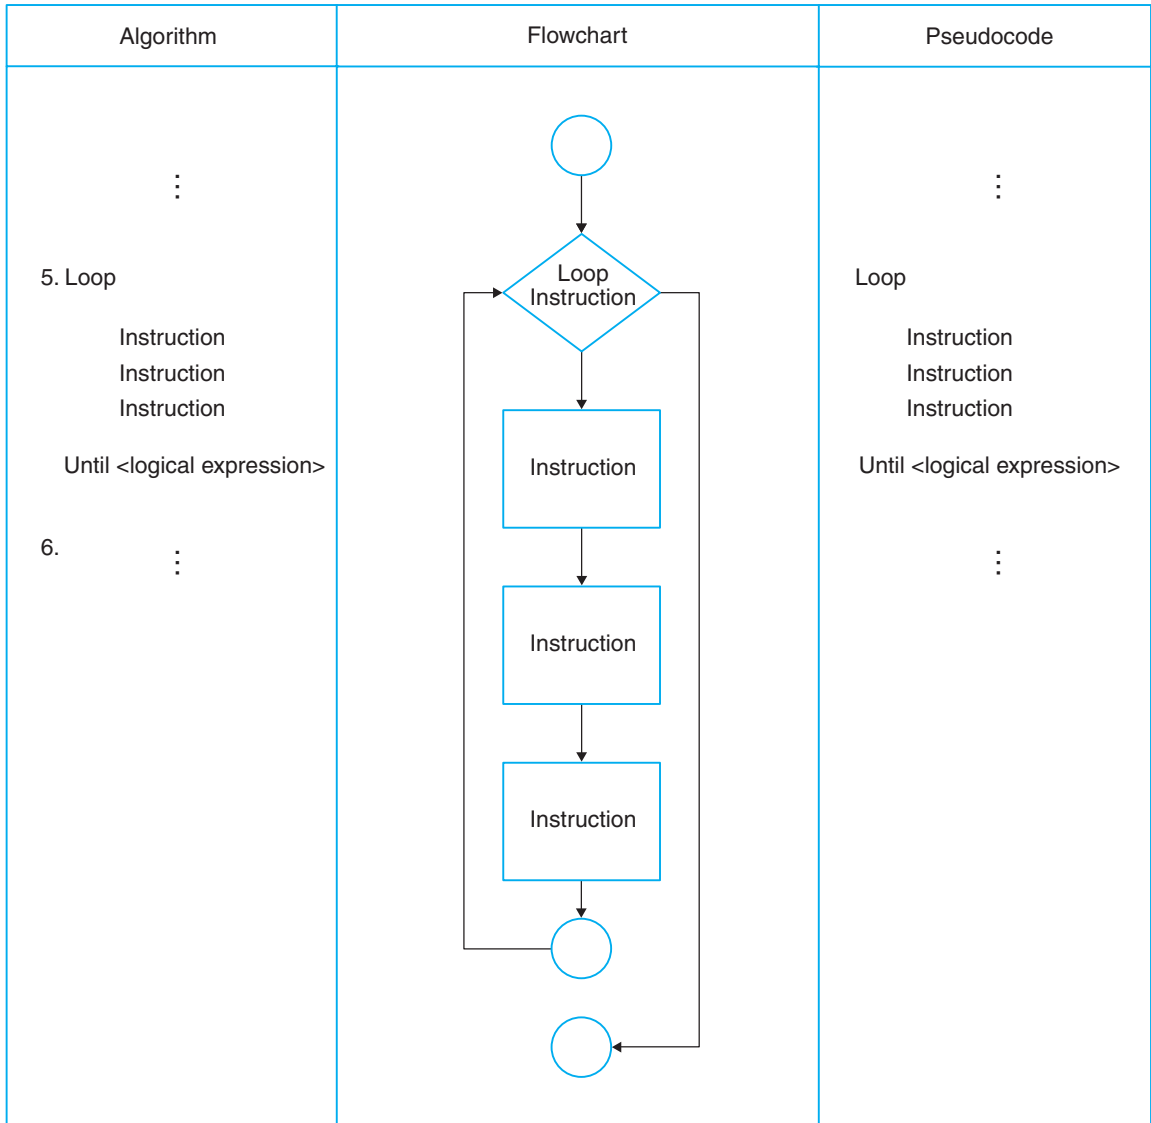 Algorithm
Flowchart
Pseudocode
5. Loop
Instruction
Instruction
Instruction
Until <logical expression>
6.
Loop
Instruction
Instruction
Instruction
Instruction
Loop
Instruction
Instruction
Instruction
Until <logical expression>